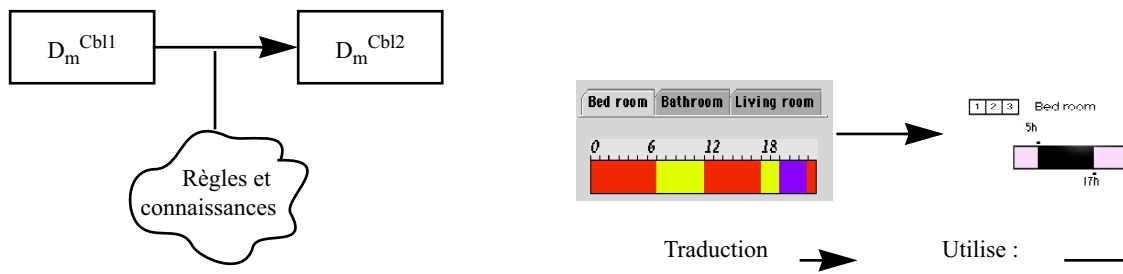 D_m^Cbl1
D_m^Cbl2
Règles et
connaissances
Bed room Bathroom Living room
0 6 12 18
1 2 3 Bed room
5h
17h
Traduction
Utilise :